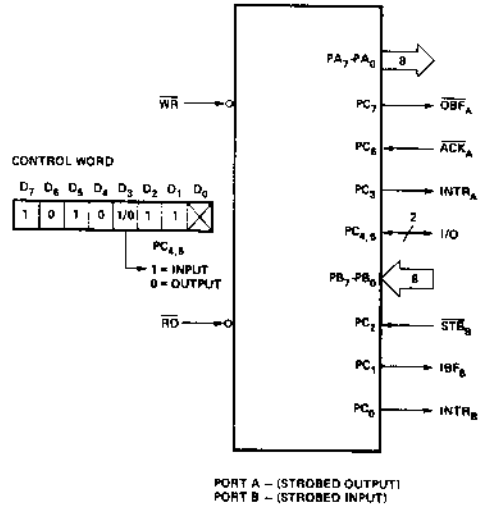 PA7-PA0
8
WR
PC7
OBFA
PC6
ACKA
CONTROL WORD
D7 D6 D5 D4 D3 D2 D1 D0
1 0 1 0 1/0 1 1 X
PC3
INTRA
PC4,5
2
I/O
PC4,5
1 = INPUT
0 = OUTPUT
PB7-PB0
8
RD
PC2
STBB
PC1
IBFB
PC0
INTRB
PORT A – (STROBED OUTPUT)
PORT B – (STROBED INPUT)